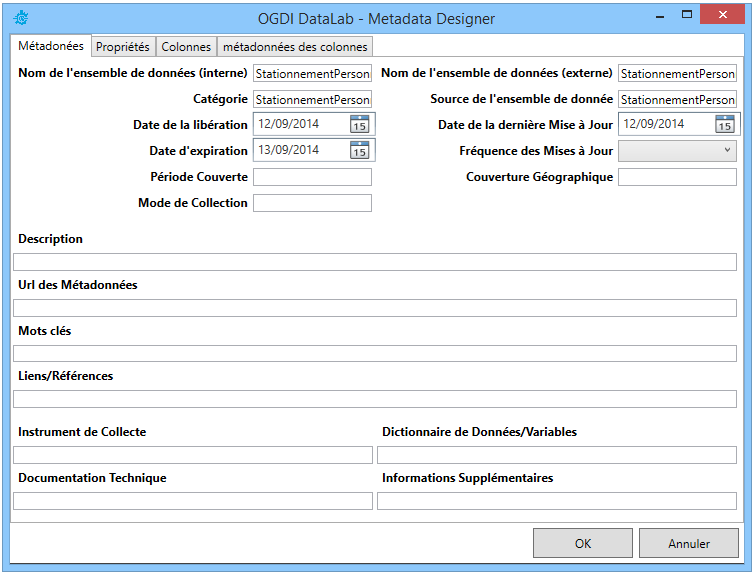 OGDI DataLab - Metadata Designer
Métadonées Propriétés Colonnes métadonnées des colonnes
Nom de l'ensemble de données (interne) StationnementPerson Nom de l'ensemble de données (externe) StationnementPerson
Catégorie StationnementPerson Source de l'ensemble de donnée StationnementPerson
Date de la libération 12/09/2014 15 Date de la dernière Mise à Jour 12/09/2014 15
Date d'expiration 13/09/2014 15 Fréquence des Mises à Jour
Période Couverte Couverture Géographique
Mode de Collection
Description
Url des Métadonnées
Mots clés
Liens/Références
Instrument de Collecte Dictionnaire de Données/Variables
Documentation Technique Informations Supplémentaires
OK Annuler